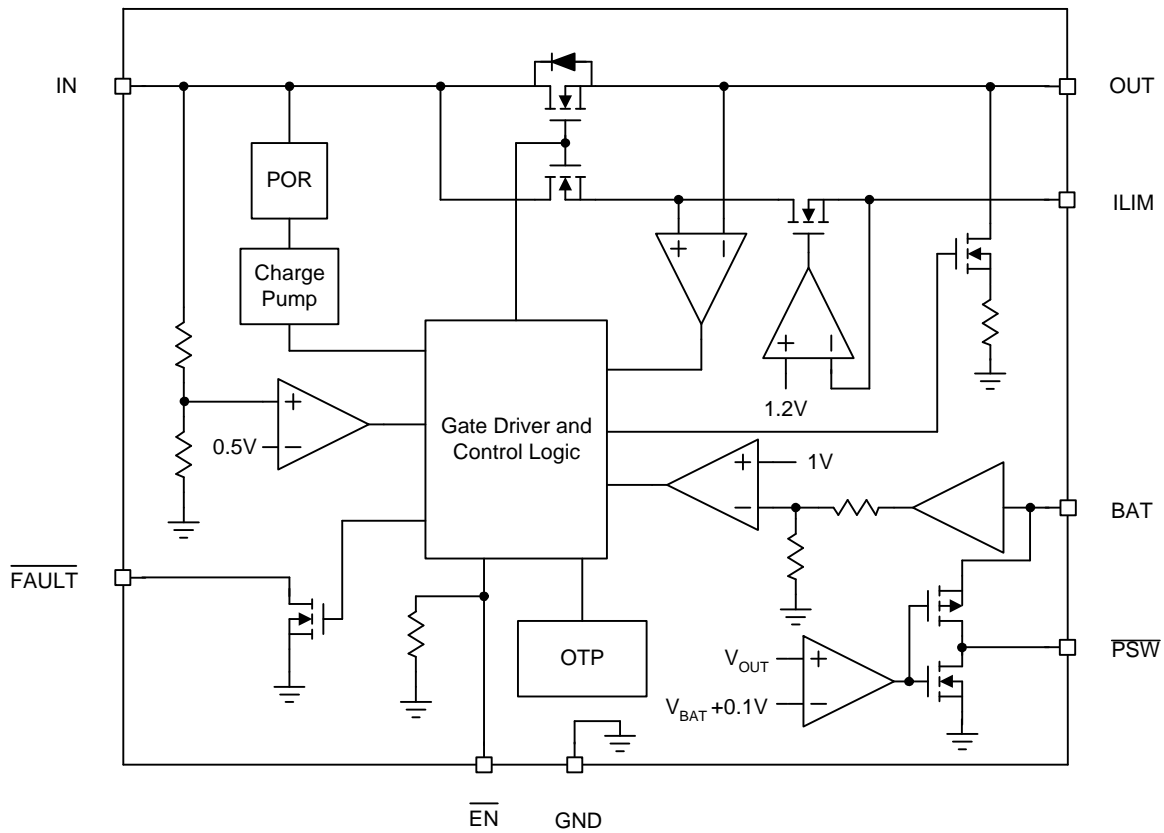 IN
OUT
POR
ILIM
+
−
Charge
Pump
+
−
1.2V
+
0.5V
−
Gate Driver and
Control Logic
+
1V
−
BAT
FAULT
OTP
V_OUT
+
PSW
V_BAT +0.1V
−
EN
GND